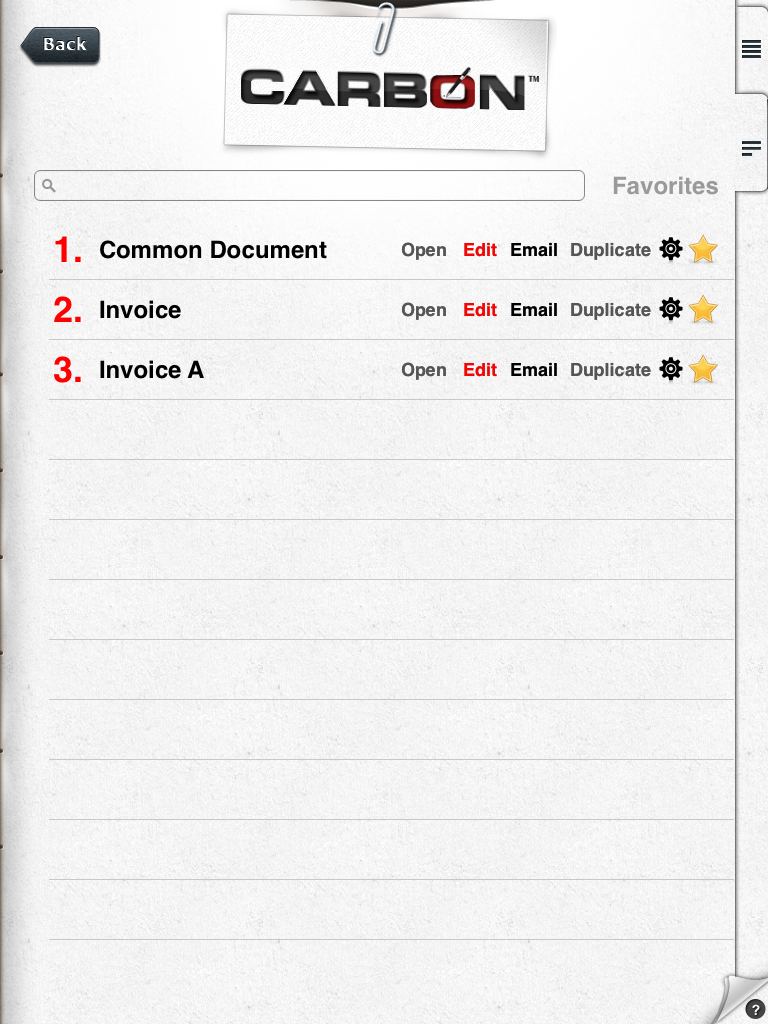 Back
CARBON™
Favorites
1. Common Document Open Edit Email Duplicate
2. Invoice Open Edit Email Duplicate
3. Invoice A Open Edit Email Duplicate
?